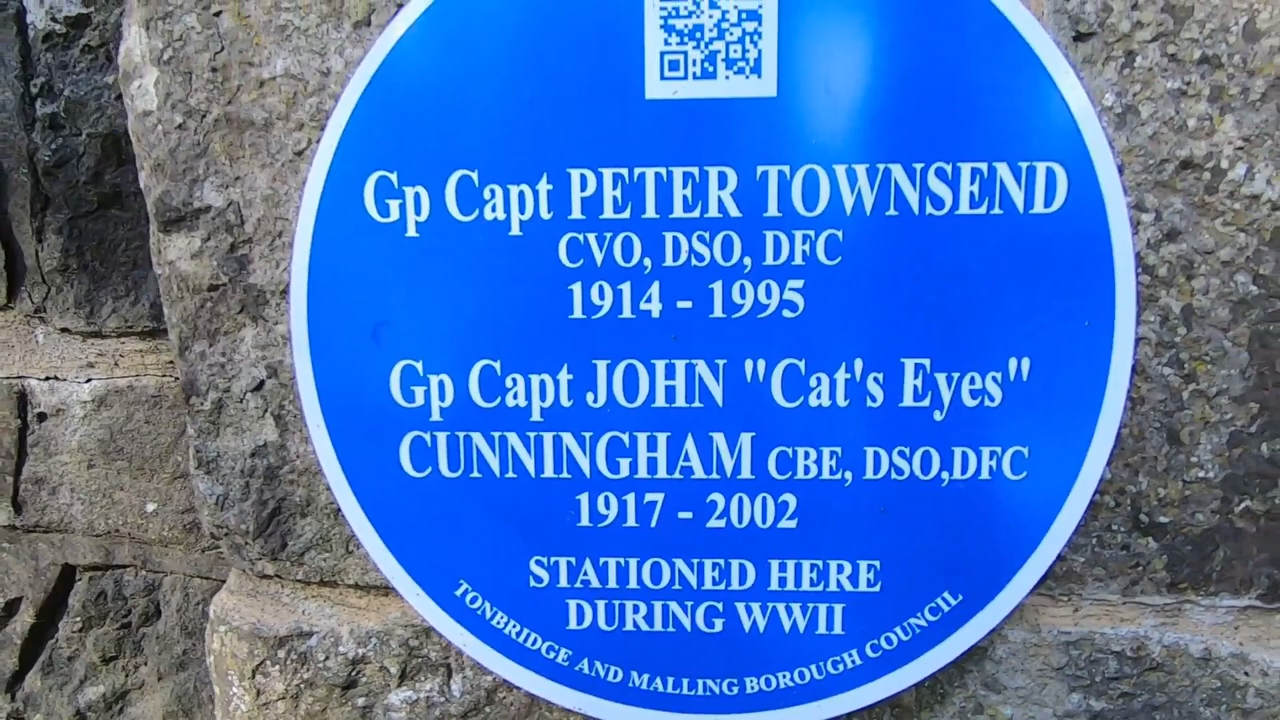 Gp Capt PETER TOWNSEND
CVO, DSO, DFC
1914 - 1995
Gp Capt JOHN "Cat's Eyes"
CUNNINGHAM CBE, DSO,DFC
1917 - 2002
STATIONED HERE
DURING WWII
TONBRIDGE AND MALLING BOROUGH COUNCIL